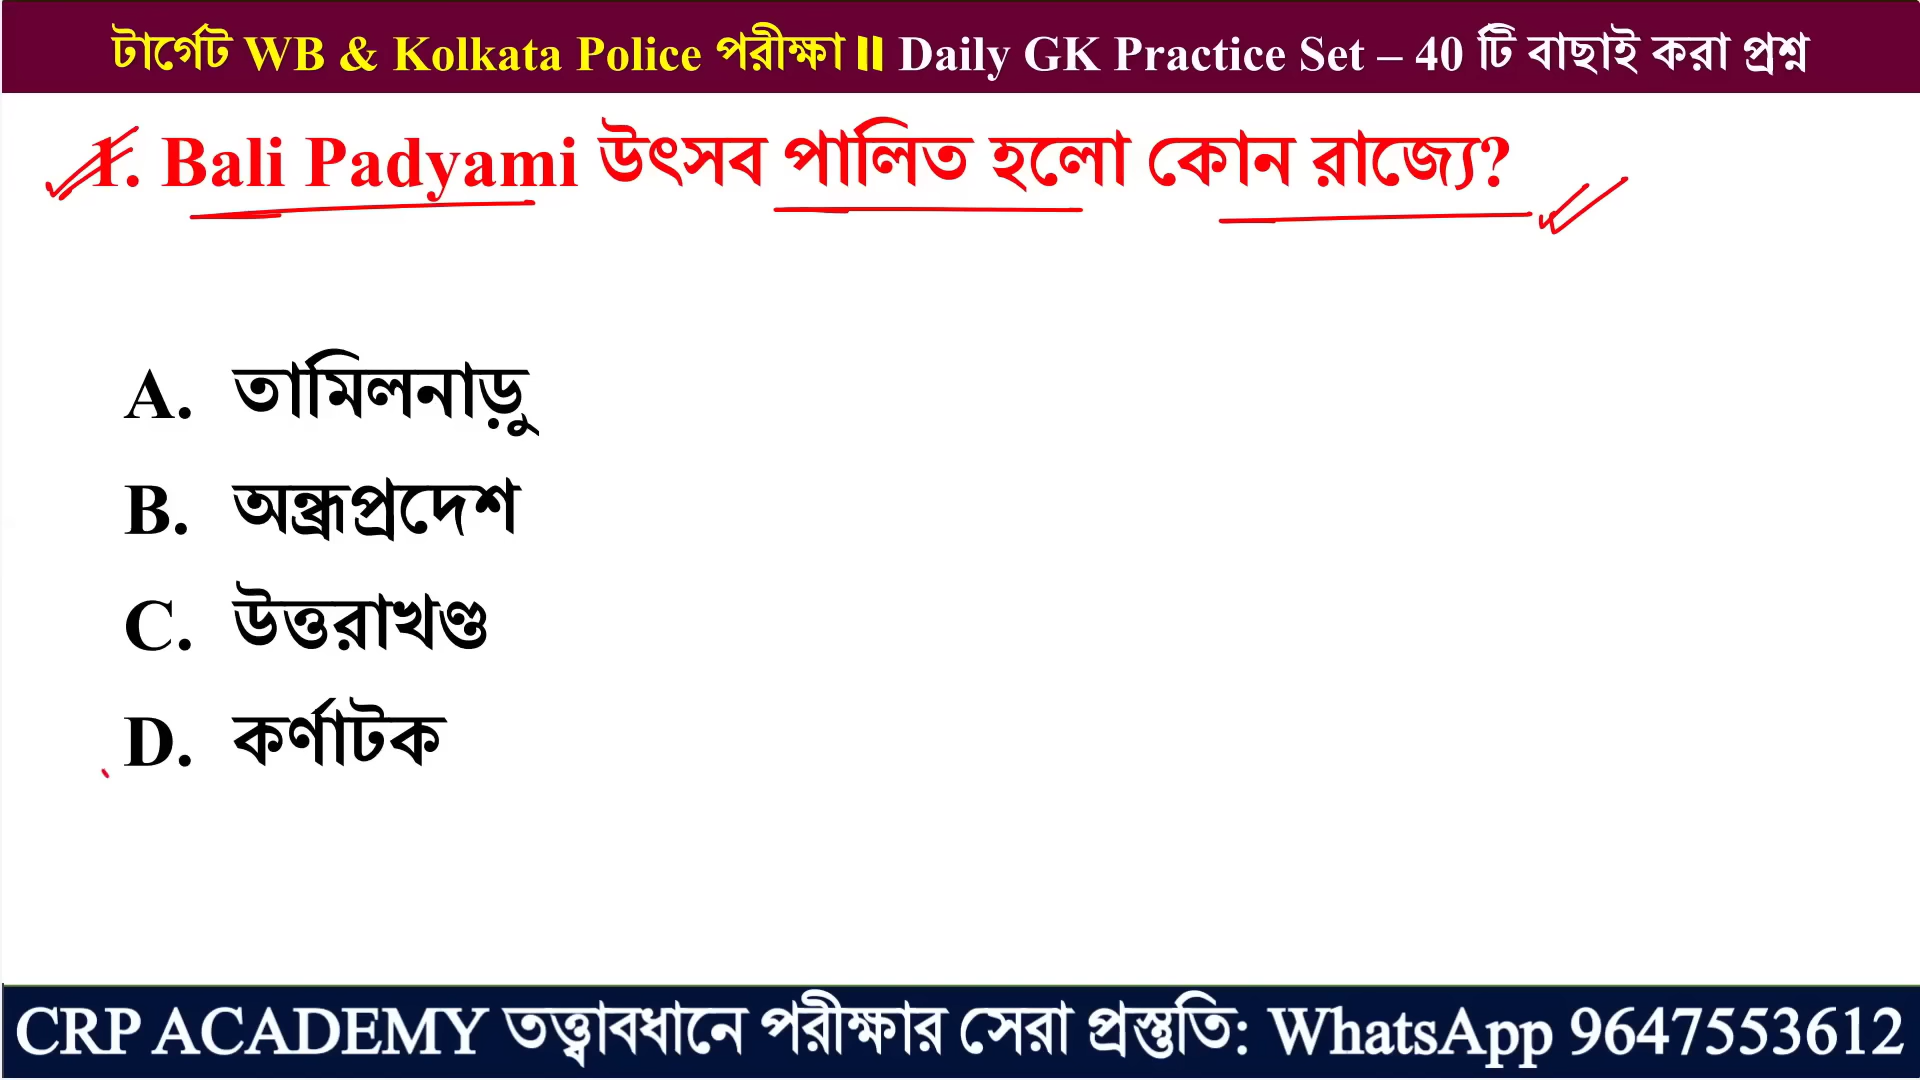 টার্গেট WB & Kolkata Police পরীক্ষা ॥ Daily GK Practice Set – 40 টি বাছাই করা প্রশ্ন
1. Bali Padyami উৎসব পালিত হলো কোন রাজ্যে?
A. তামিলনাড়ু
B. অন্ধ্রপ্রদেশ
C. উত্তরাখণ্ড
D. কর্ণাটক
CRP ACADEMY তত্ত্বাবধানে পরীক্ষার সেরা প্রস্তুতি: WhatsApp 9647553612